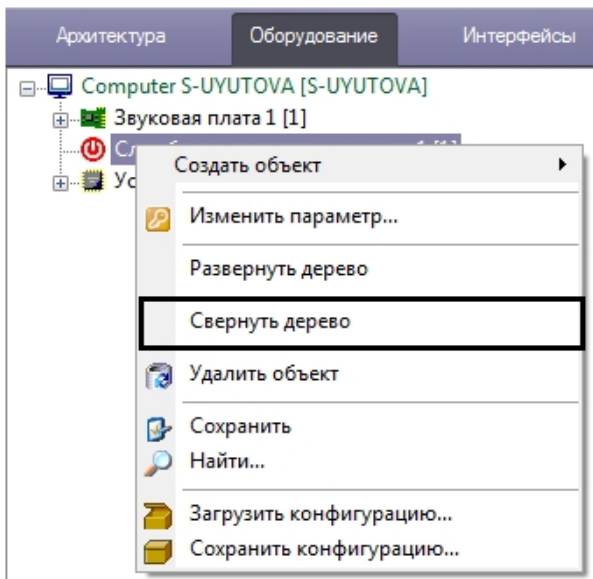 Архитектура Оборудование Интерфейсы
Computer S-UYUTOVA [S-UYUTOVA]
Звуковая плата 1 [1]
Создать объект
Изменить параметр...
Развернуть дерево
Свернуть дерево
Удалить объект
Сохранить
Найти...
Загрузить конфигурацию...
Сохранить конфигурацию...